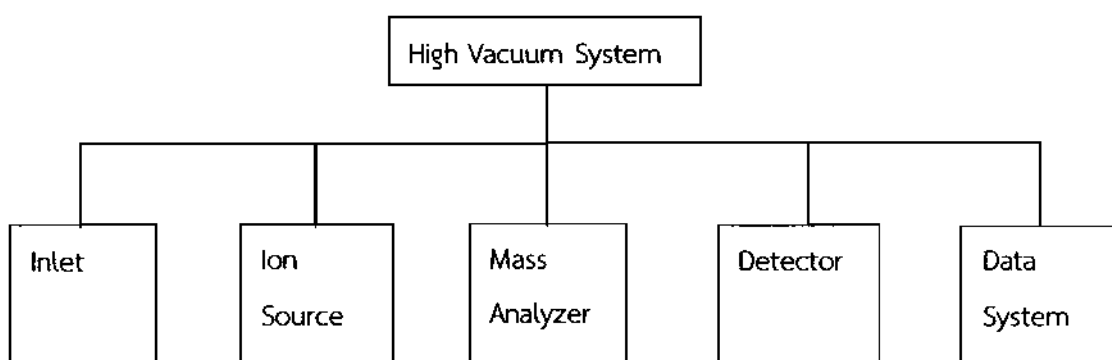 High Vacuum System
Inlet
Ion
Source
Mass
Analyzer
Detector
Data
System